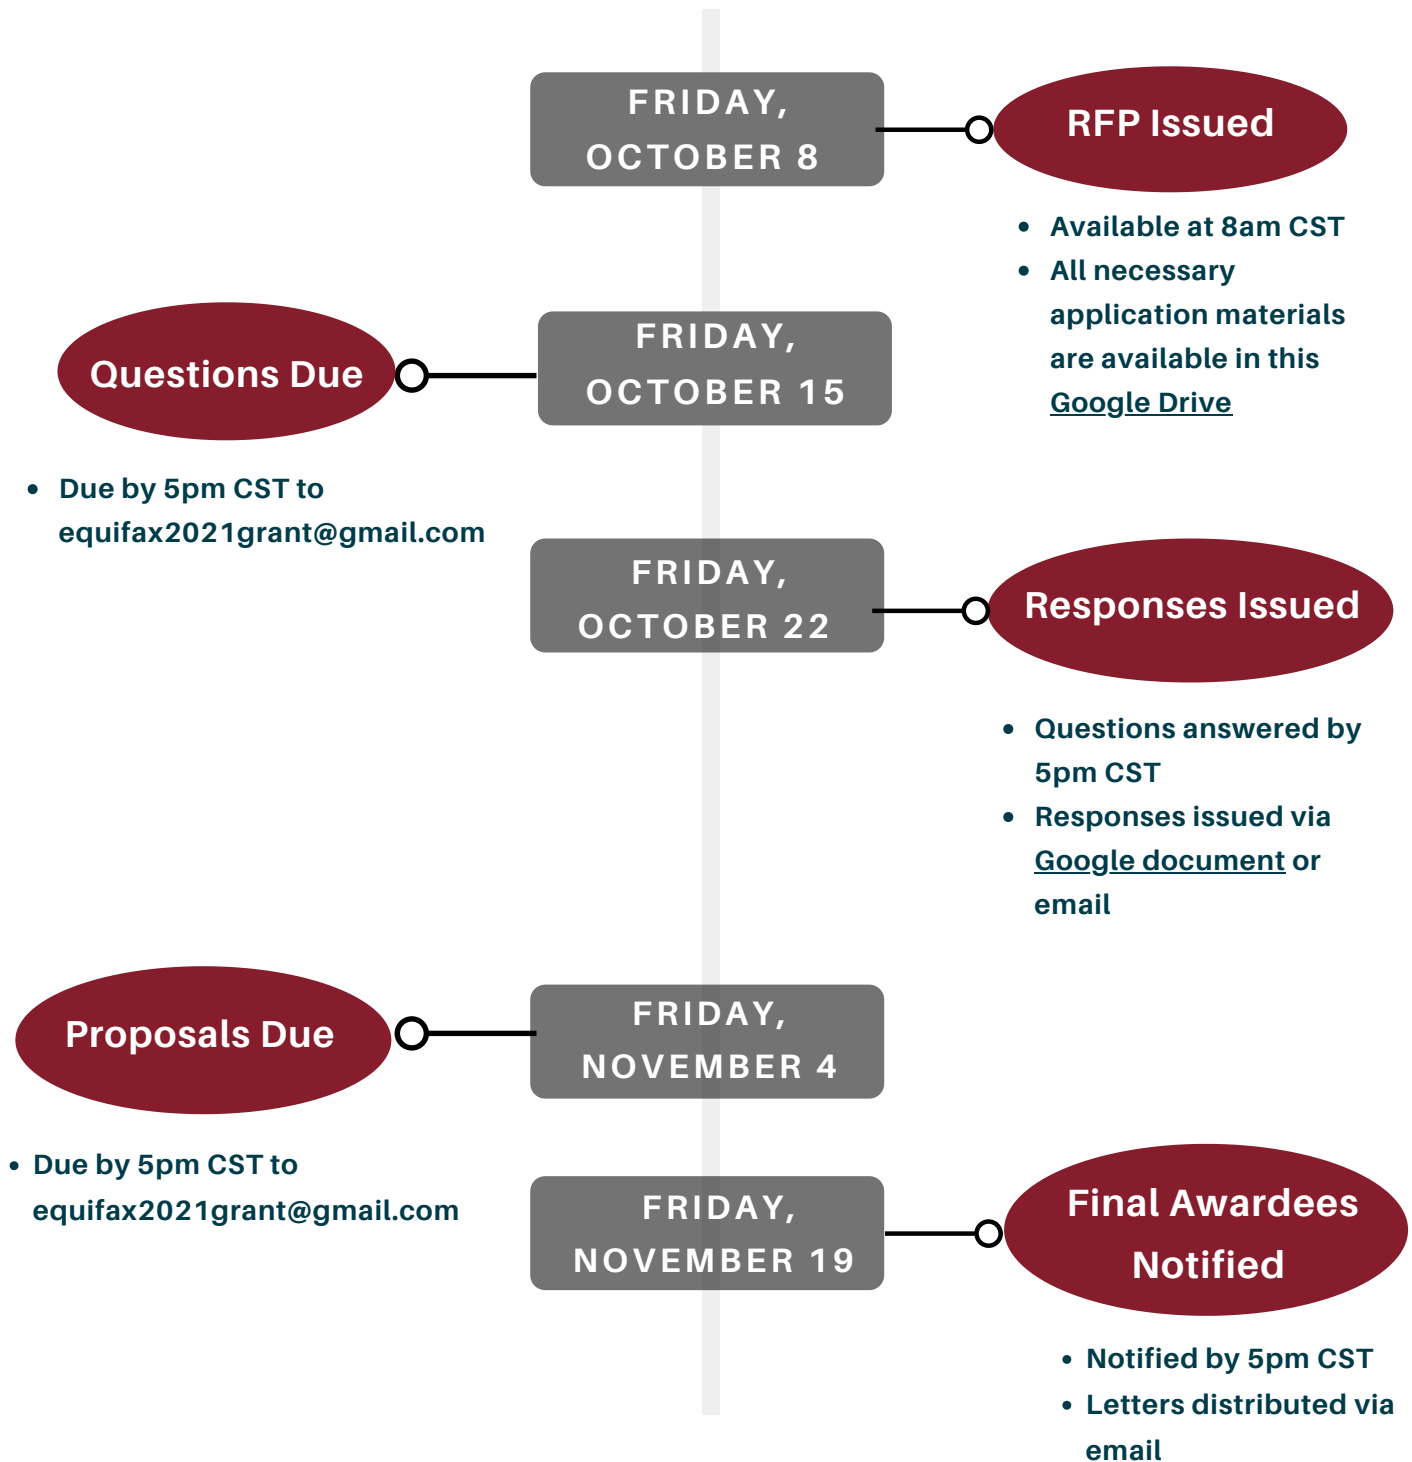 FRIDAY,
OCTOBER 8
RFP Issued
• Available at 8am CST
• All necessary
application materials
are available in this
Google Drive
FRIDAY,
OCTOBER 15
Questions Due
• Due by 5pm CST to
equifax2021grant@gmail.com
FRIDAY,
OCTOBER 22
Responses Issued
• Questions answered by
5pm CST
• Responses issued via
Google document or
email
FRIDAY,
NOVEMBER 4
Proposals Due
• Due by 5pm CST to
equifax2021grant@gmail.com
FRIDAY,
NOVEMBER 19
Final Awardees
Notified
• Notified by 5pm CST
• Letters distributed via
email